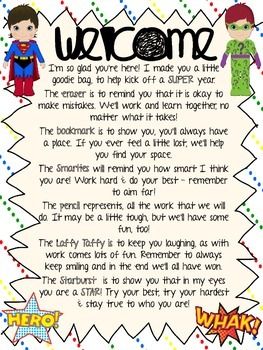 welcome
I'm so glad you're here! I made you a little
goodie bag, to help kick off a SUPER year.
The eraser is to remind you that it is okay to
make mistakes. We'll work and learn together, no
matter what it takes!
The bookmark is to show you, you'll always have
a place. If you ever feel a little lost, we'll help
you find your space.
The Smarties will remind you how smart I think
you are! Work hard & do your best - remember
to aim far!
The pencil represents, all the work that we will
do. It may be a little tough, but we'll have some
fun, too!
The Laffy Taffy is to keep you laughing, as with
work comes lots of fun. Remember to always
keep smiling and in the end we'll all have won.
The Starburst is to show you that in my eyes
you are a STAR! Try your best, try your hardest
& stay true to who you are!
HERO!
WHAK!